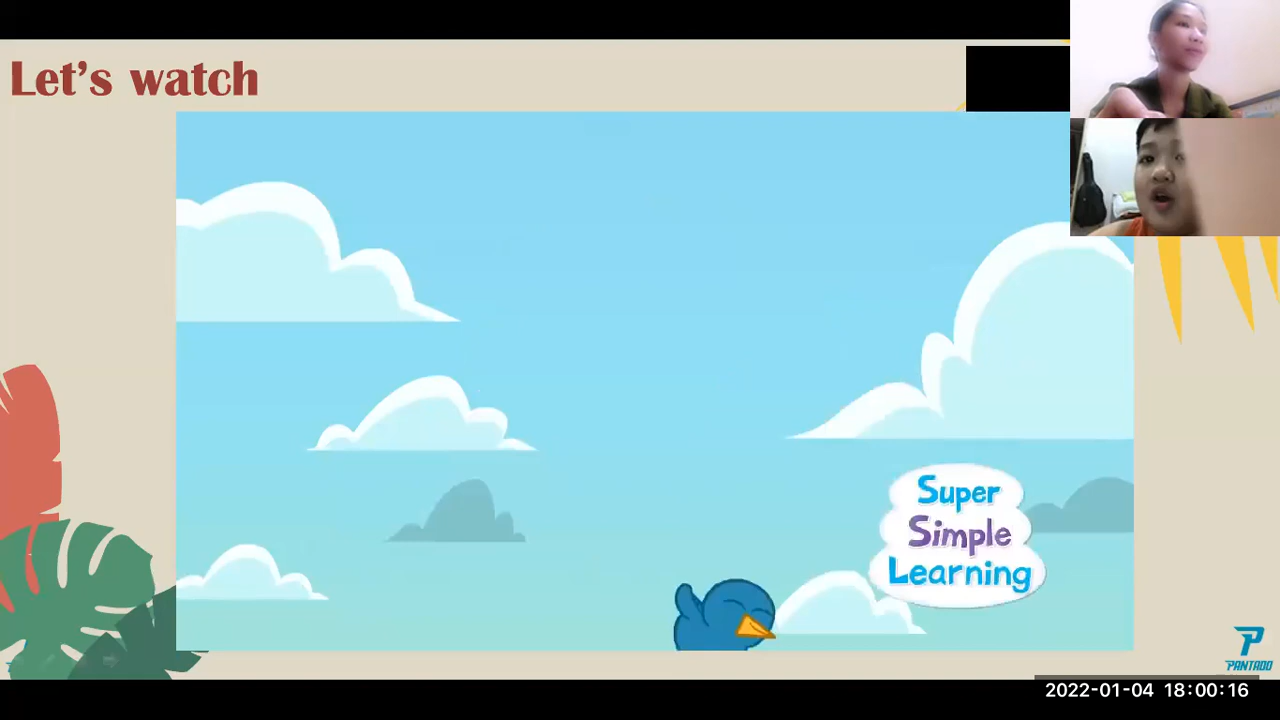 Let's watch
Super
Simple
Learning
PANTADO
2022-01-04 18:00:16